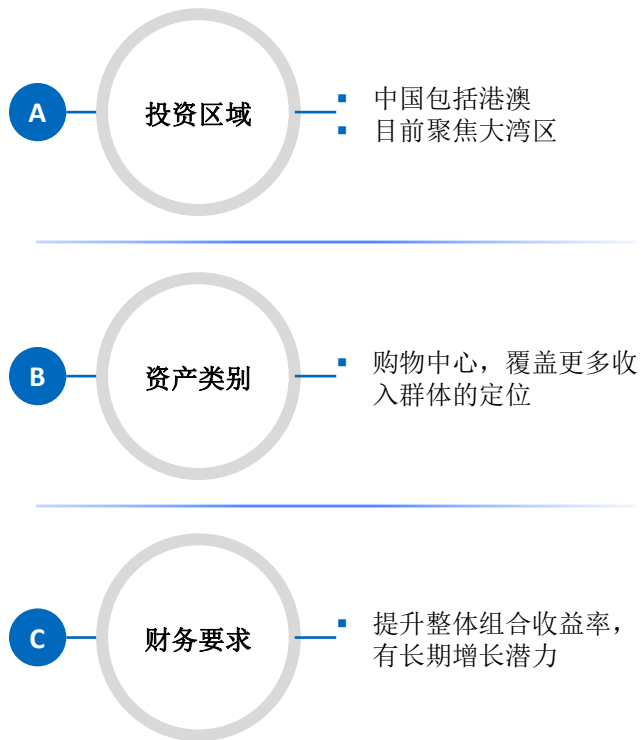 A
投资区域
▪ 中国包括港澳
▪ 目前聚焦大湾区
B
资产类别
▪ 购物中心，覆盖更多收
入群体的定位
C
财务要求
▪ 提升整体组合收益率，
有长期增长潜力